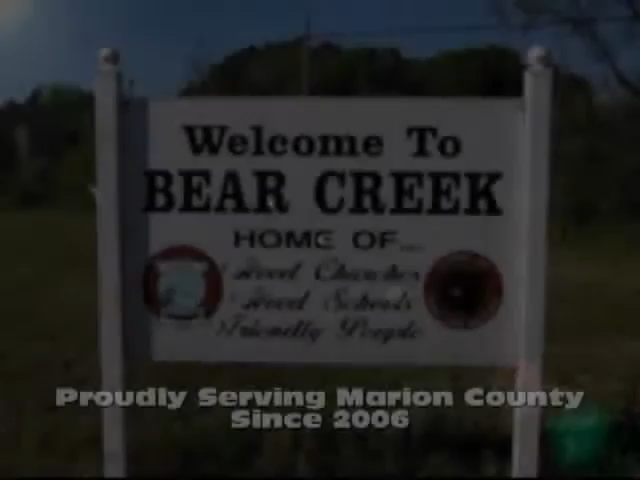 Welcome To
BEAR CREEK
HOME OF...
Good Churches
Good Schools
Friendly People
Proudly Serving Marion County
Since 2006